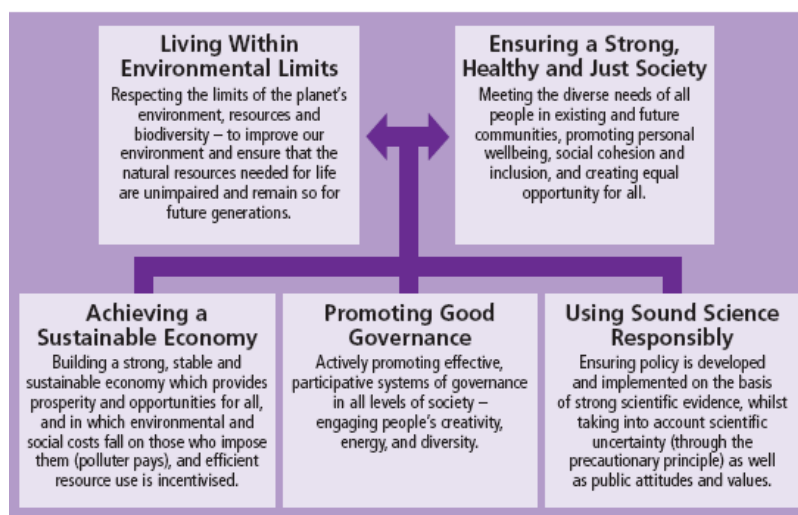 Living Within
Environmental Limits
Respecting the limits of the planet's
environment, resources and
biodiversity – to improve our
environment and ensure that the
natural resources needed for life
are unimpaired and remain so for
future generations.
Ensuring a Strong,
Healthy and Just Society
Meeting the diverse needs of all
people in existing and future
communities, promoting personal
wellbeing, social cohesion and
inclusion, and creating equal
opportunity for all.
Achieving a
Sustainable Economy
Building a strong, stable and
sustainable economy which provides
prosperity and opportunities for all,
and in which environmental and
social costs fall on those who impose
them (polluter pays), and efficient
resource use is incentivised.
Promoting Good
Governance
Actively promoting effective,
participative systems of governance
in all levels of society –
engaging people's creativity,
energy, and diversity.
Using Sound Science
Responsibly
Ensuring policy is developed
and implemented on the basis
of strong scientific evidence, whilst
taking into account scientific
uncertainty (through the
precautionary principle) as well
as public attitudes and values.